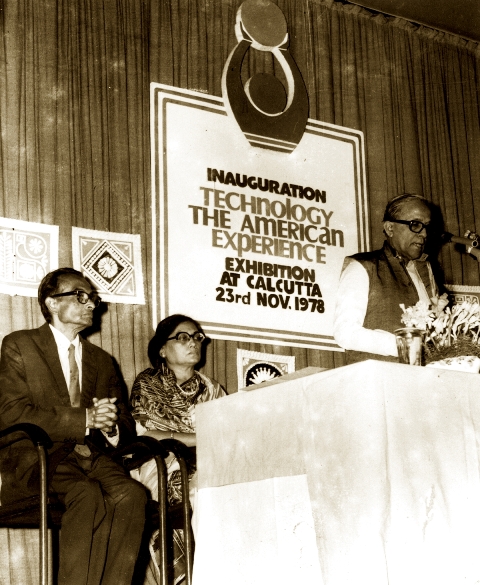 INAUGURATION
TECHNOLOGY
THE AMERICAN
EXPERIENCE
EXHIBITION
AT CALCUTTA
23rd NOV. 1978